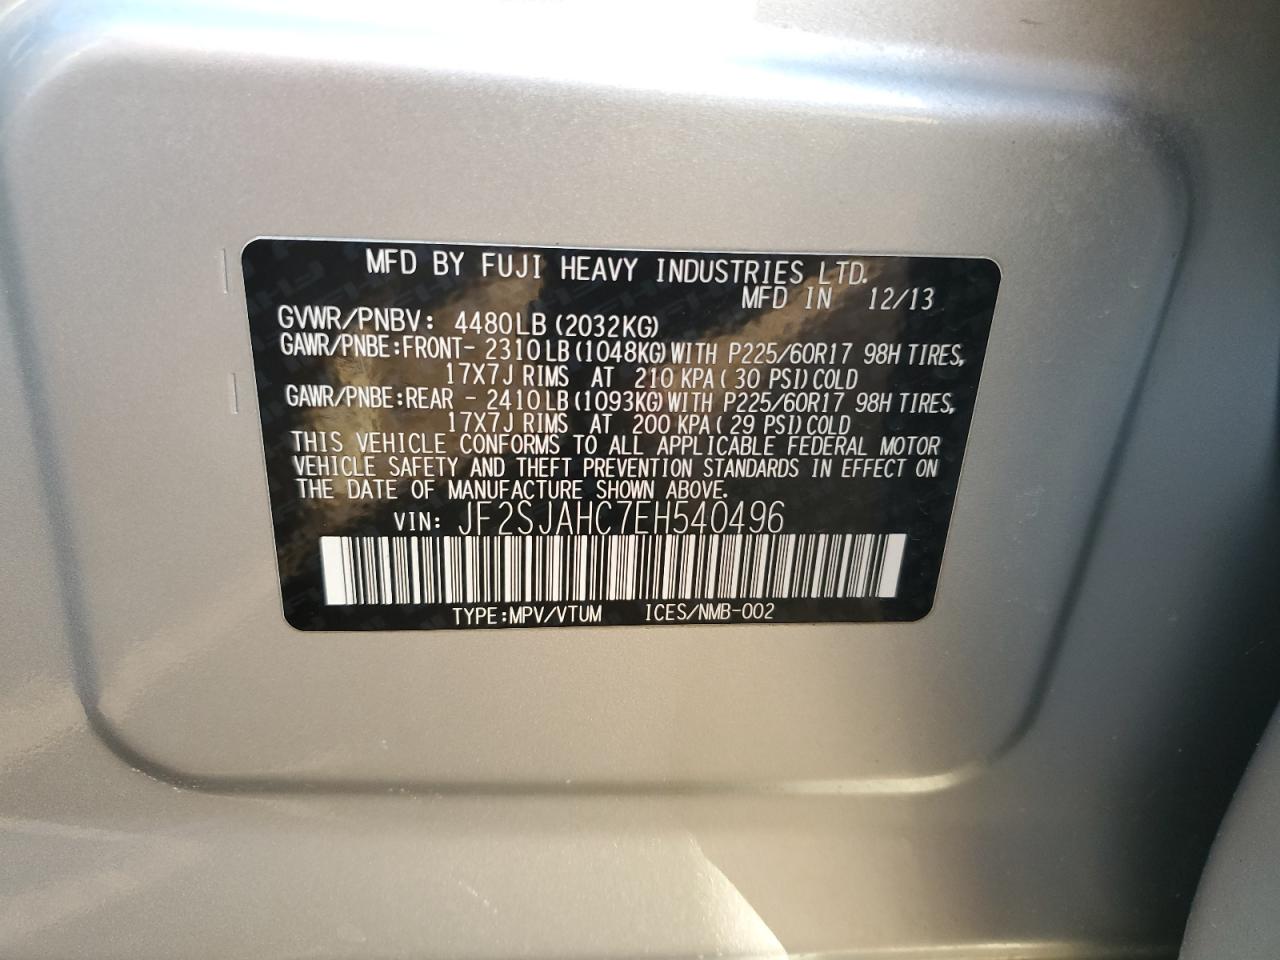 MFD BY FUJI HEAVY INDUSTRIES LTD.
MFD IN 12/13
GVWR/PNBV: 4480LB (2032KG)
GAWR/PNBE:FRONT- 2310LB (1048KG) WITH P225/60R17 98H TIRES,
17X7J RIMS AT 210 KPA ( 30 PSI) COLD
GAWR/PNBE:REAR - 2410LB (1093KG) WITH P225/60R17 98H TIRES,
17X7J RIMS AT 200 KPA ( 29 PSI) COLD
THIS VEHICLE CONFORMS TO ALL APPLICABLE FEDERAL MOTOR
VEHICLE SAFETY AND THEFT PREVENTION STANDARDS IN EFFECT ON
THE DATE OF MANUFACTURE SHOWN ABOVE.
VIN: JF2SJAHC7EH540496
TYPE:MPV/VTUM ICES/NMB-002